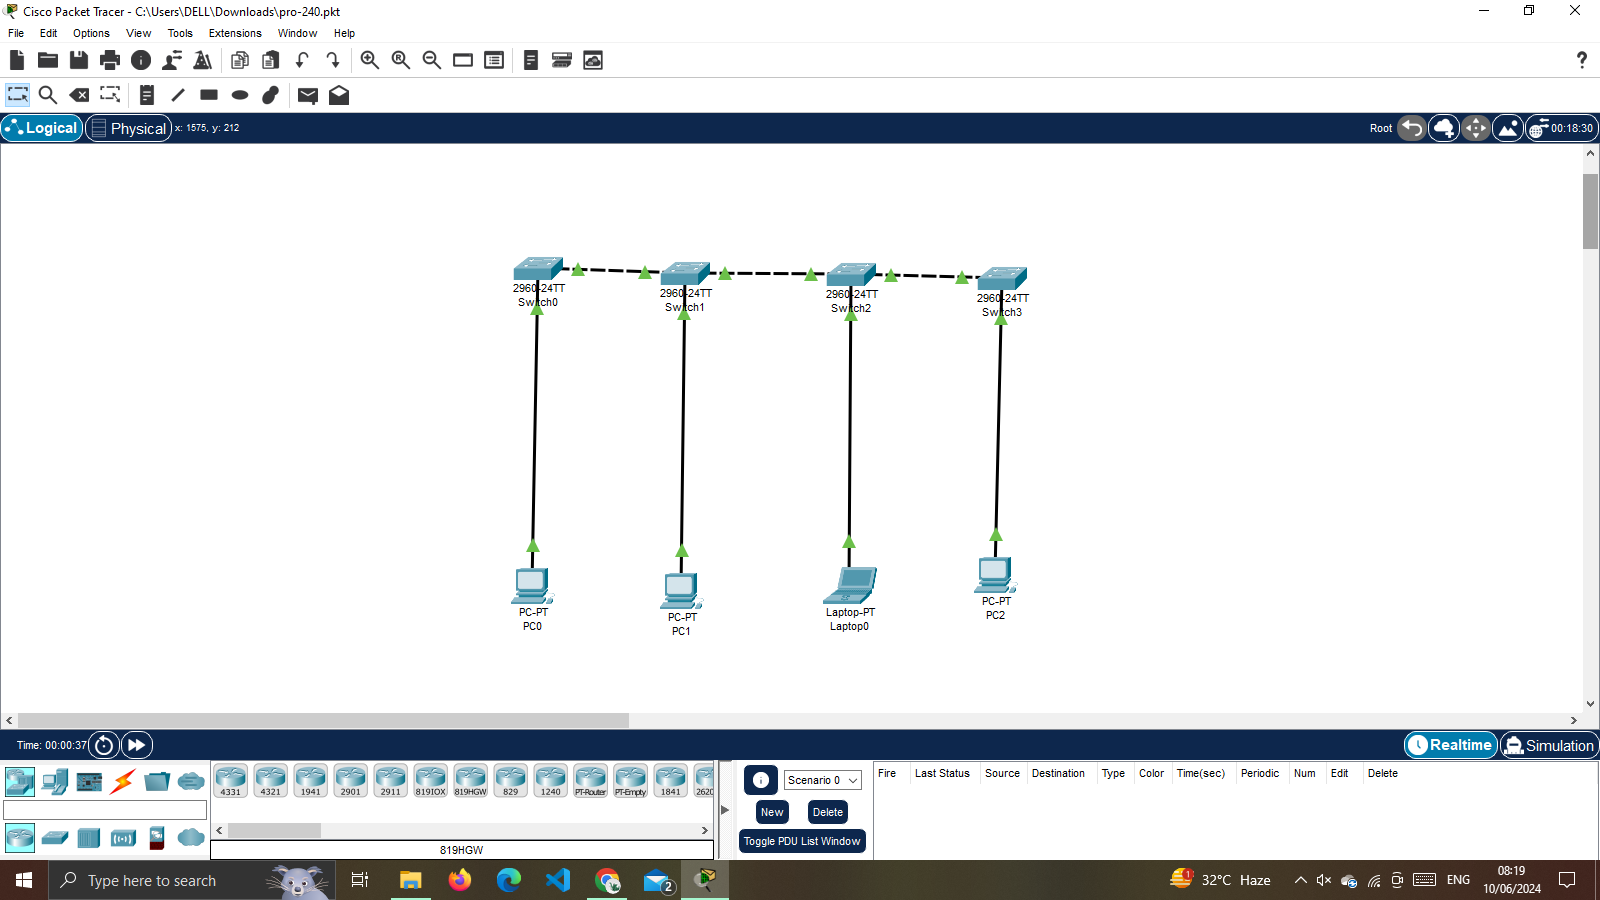 Cisco Packet Tracer - C:\Users\DELL\Downloads\pro-240.pkt
File Edit Options View Tools Extensions Window Help
Logical Physical x: 1575, y: 212 Root 00:18:30
2960-24TT
Switch0
2960-24TT
Switch1
2960-24TT
Switch2
2960-24TT
Switch3
PC-PT
PC0
PC-PT
PC1
Laptop-PT
Laptop0
PC-PT
PC2
Time: 00:00:37 Realtime Simulation
4331 4321 1941 2901 2911 819IOX 819HGW 829 1240 PT-Router PT-Empty 1841 2620
819HGW
Scenario 0
New Delete
Toggle PDU List Window
Fire Last Status Source Destination Type Color Time(sec) Periodic Num Edit Delete
Type here to search
2
1
32°C Haze
ENG
08:19
10/06/2024